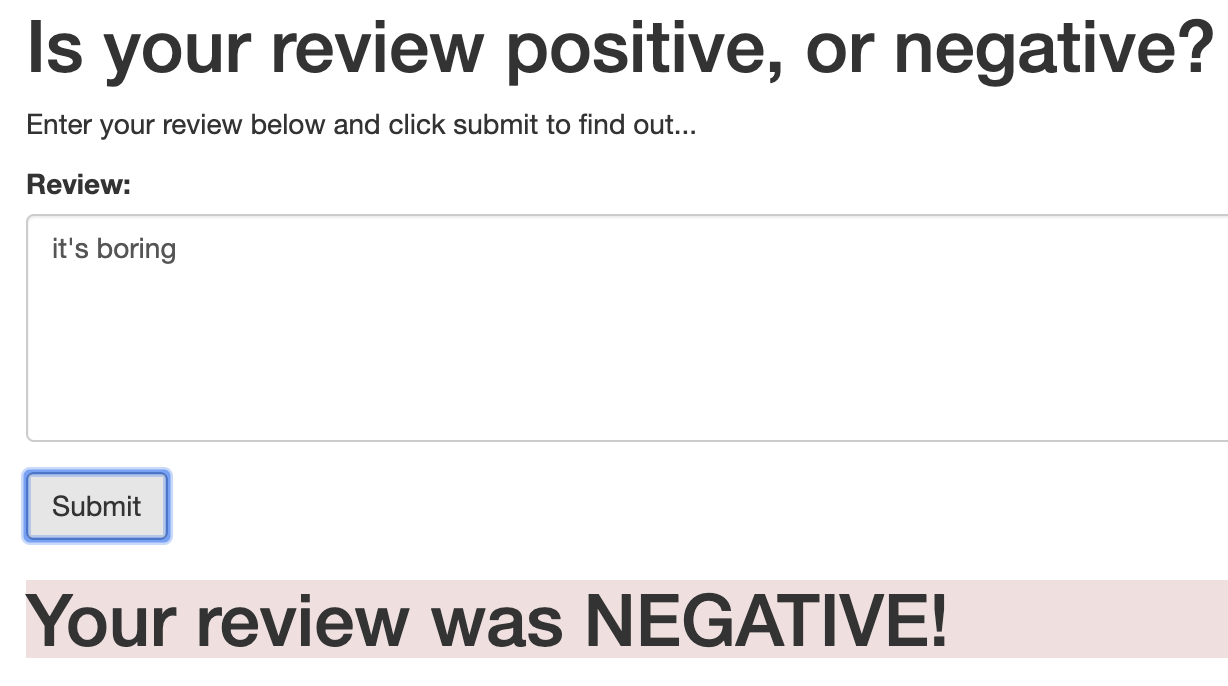 Is your review positive, or negative?
Enter your review below and click submit to find out...
Review:
it's boring
Submit
Your review was NEGATIVE!